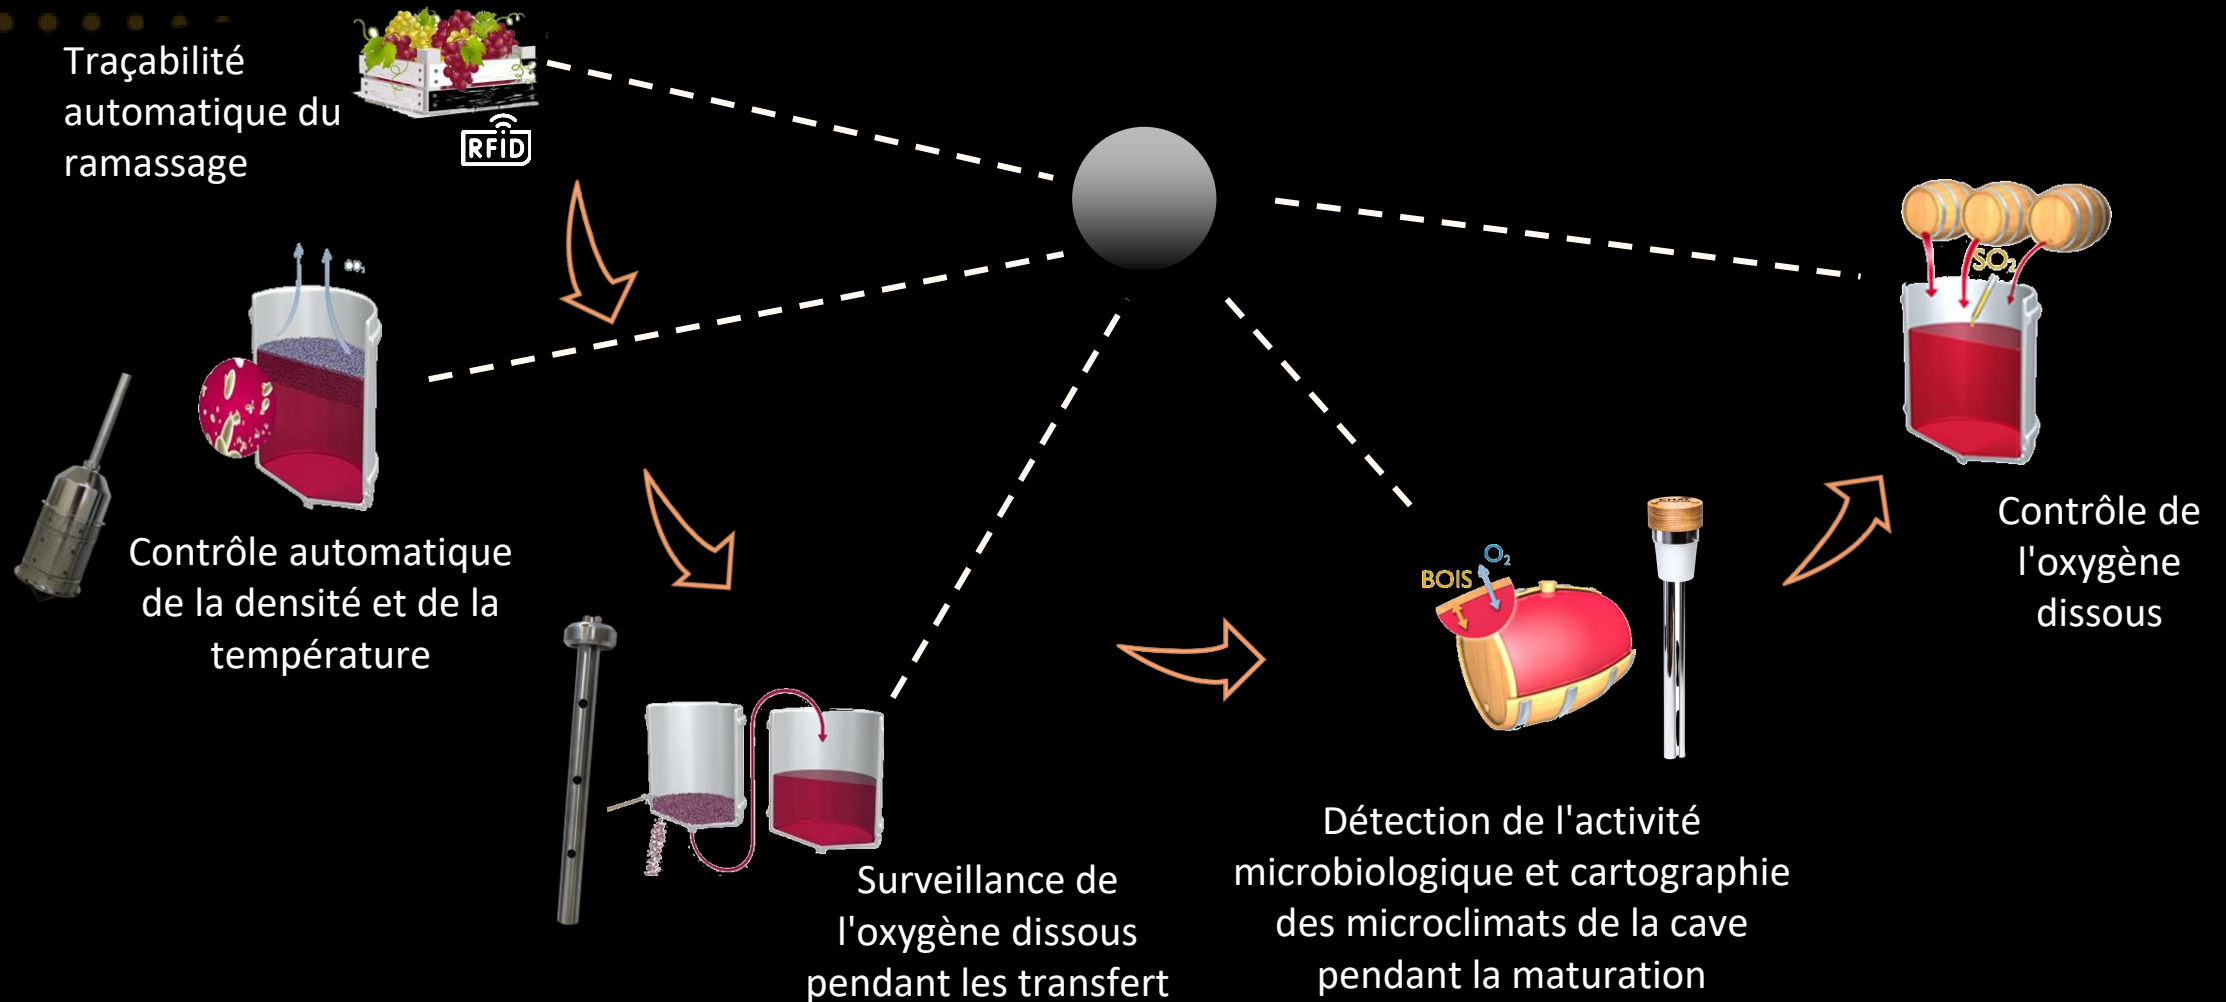 Traçabilité
automatique du
ramassage
RFID
CO₂
Contrôle automatique
de la densité et de la
température
Surveillance de
l'oxygène dissous
pendant les transfert
O₂
BOIS
Détection de l'activité
microbiologique et cartographie
des microclimats de la cave
pendant la maturation
SO₂
Contrôle de
l'oxygène
dissous